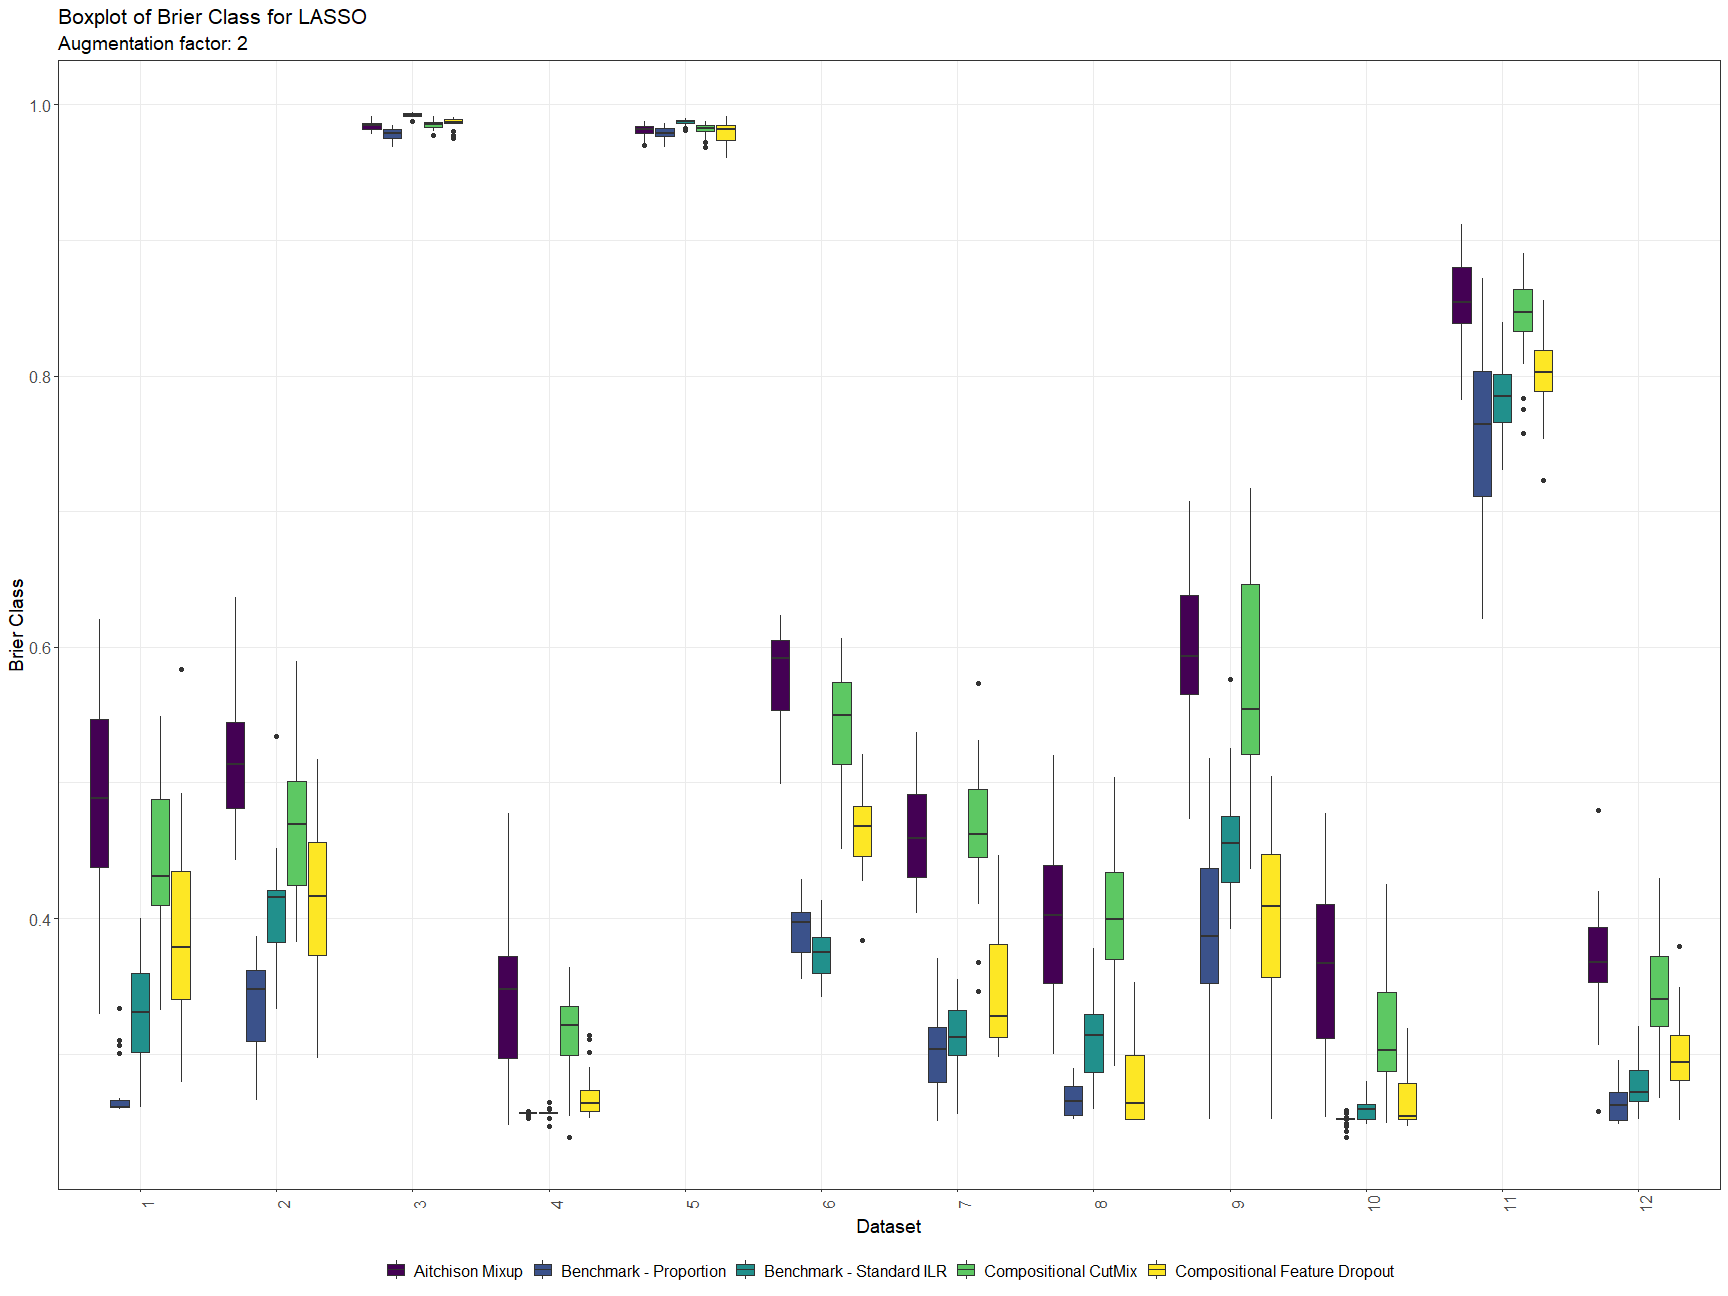 Boxplot of Brier Class for LASSO
Augmentation factor: 2
Brier Class
1.0
0.8
0.6
0.4
1 2 3 4 5 6 7 8 9 10 11 12
Dataset
Aitchison Mixup Benchmark - Proportion Benchmark - Standard ILR Compositional CutMix Compositional Feature Dropout